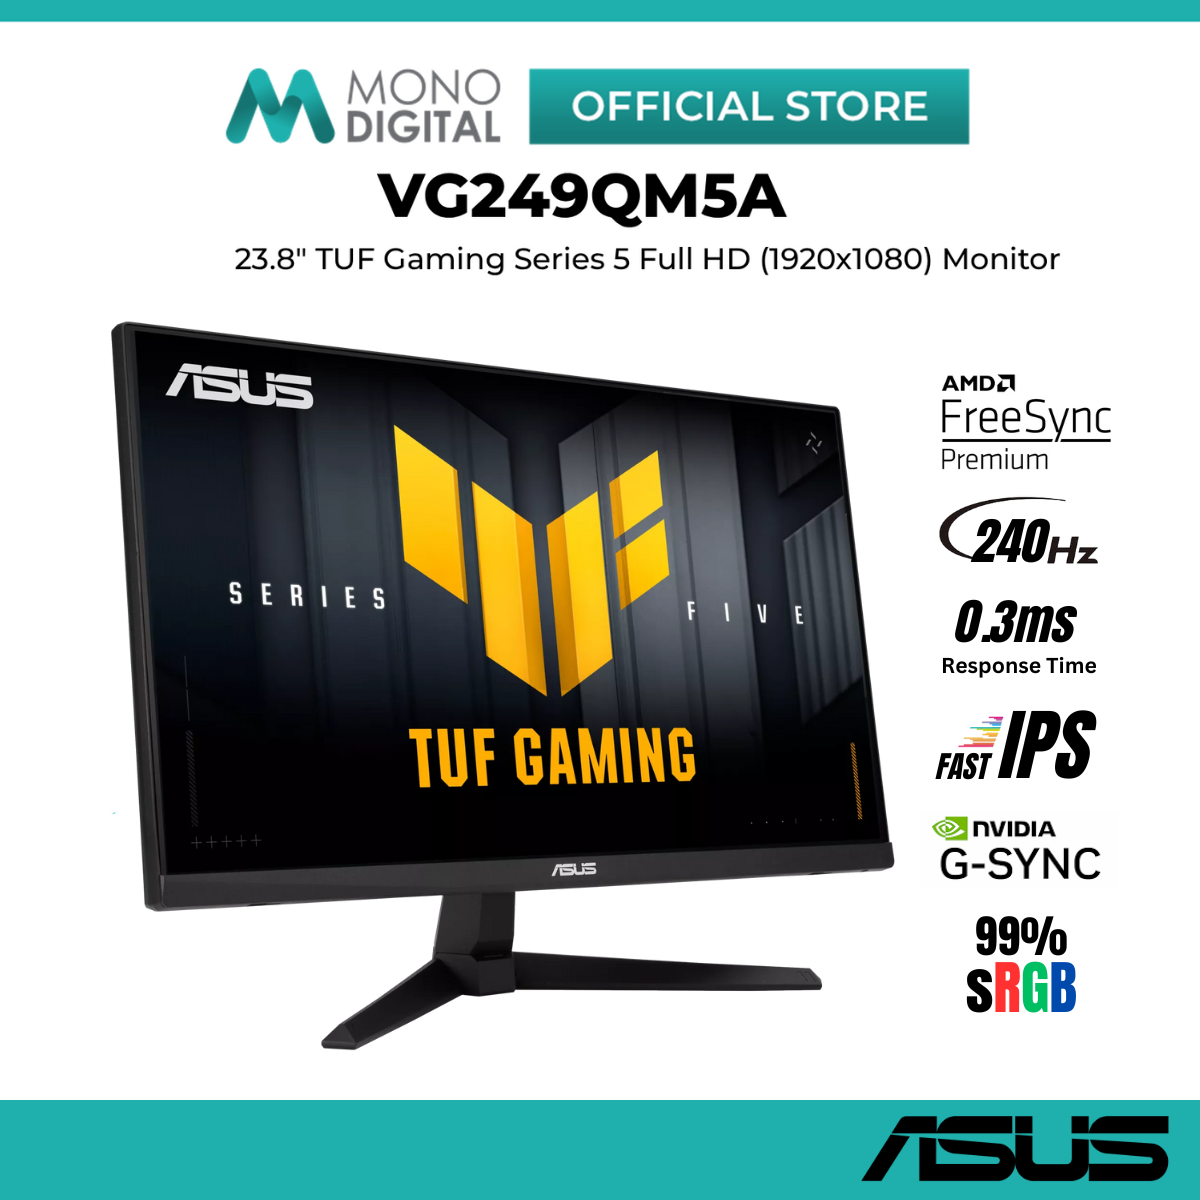 MONO
DIGITAL
OFFICIAL STORE
VG249QM5A
23.8" TUF Gaming Series 5 Full HD (1920x1080) Monitor
ASUS
SERIES
FIVE
TUF GAMING
ASUS
AMD
FreeSync
Premium
240Hz
0.3ms
Response Time
FAST IPS
NVIDIA
G-SYNC
99%
sRGB
ASUS